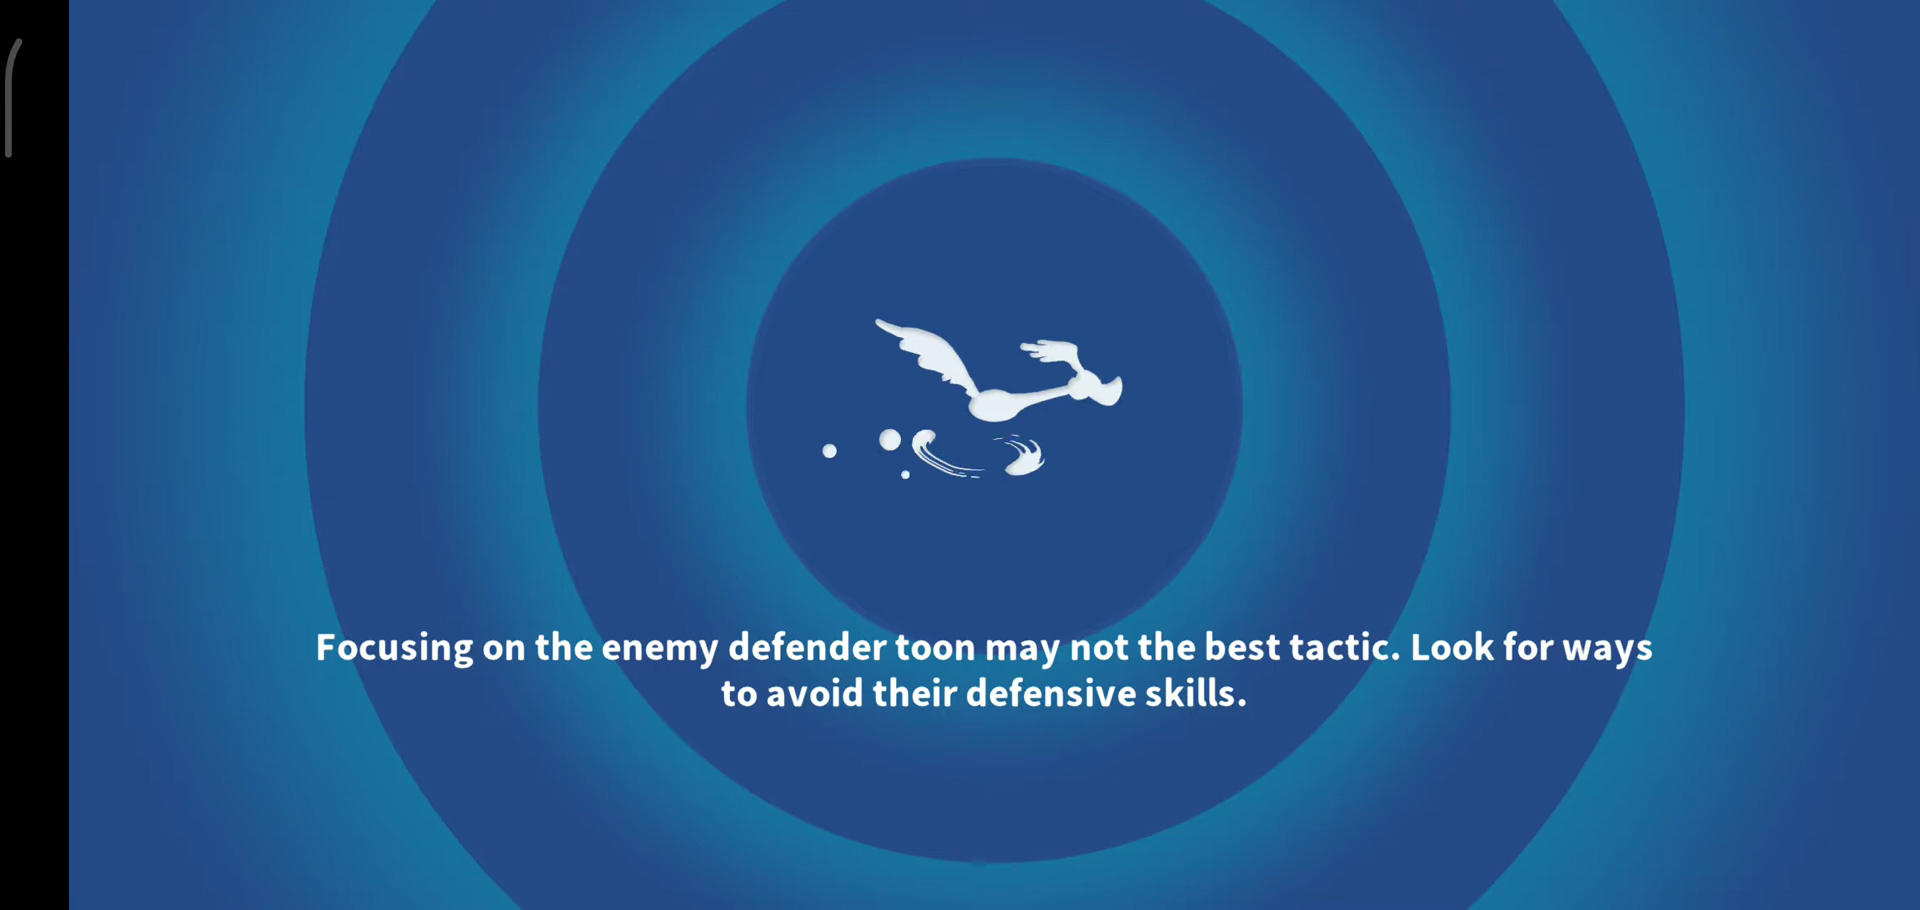 Focusing on the enemy defender toon may not the best tactic. Look for ways
to avoid their defensive skills.